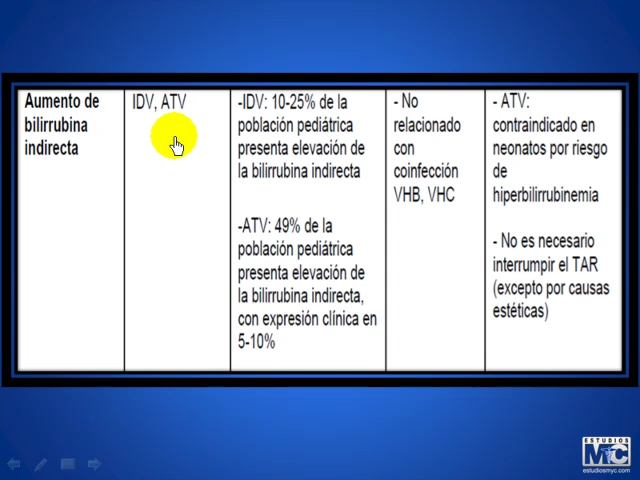 Aumento de
bilirrubina
indirecta
IDV, ATV
-IDV: 10-25% de la
población pediátrica
presenta elevación de
la bilirrubina indirecta
-ATV: 49% de la
población pediátrica
presenta elevación de
la bilirrubina indirecta,
con expresión clínica en
5-10%
- No
relacionado
con
coinfección
VHB, VHC
- ATV:
contraindicado en
neonatos por riesgo
de
hiperbilirrubinemia
- No es necesario
interrumpir el TAR
(excepto por causas
estéticas)
ESTUDIOS
MyC
estudiosmyc.com